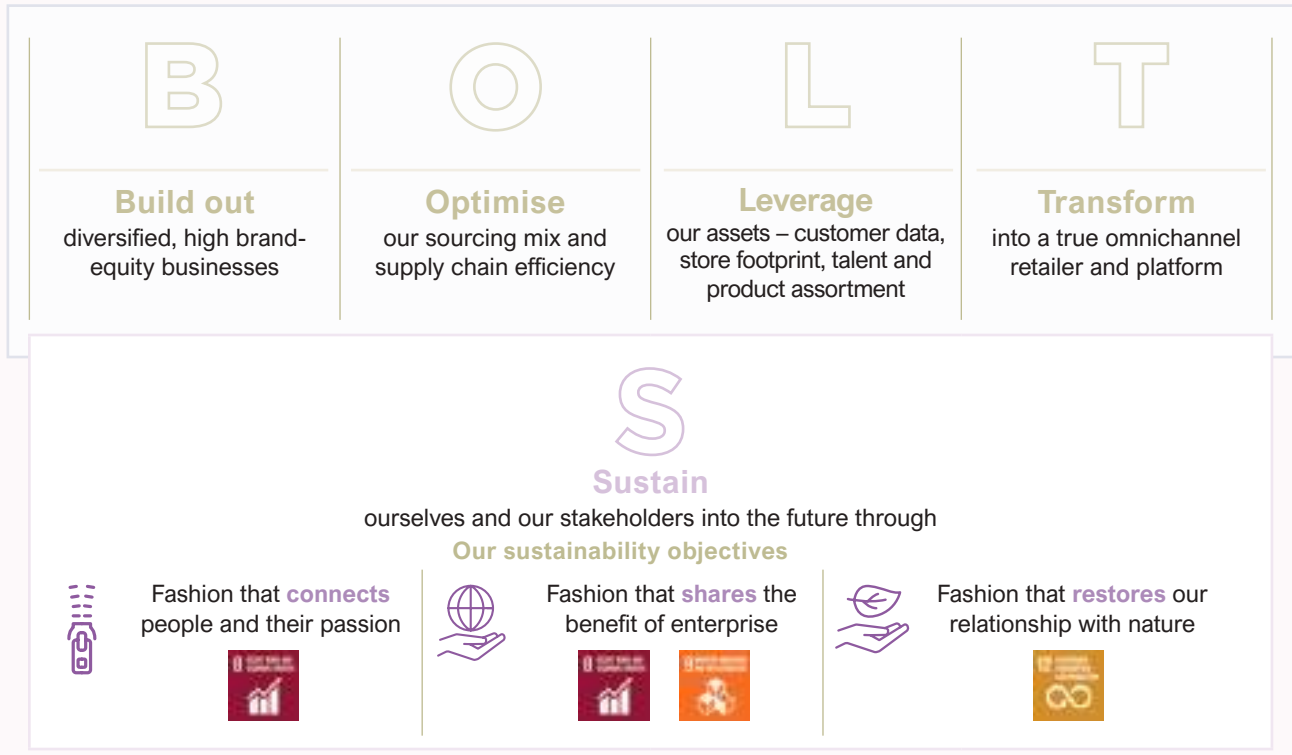 B
O
L
T
Build out
diversified, high brand-
equity businesses
Optimise
our sourcing mix and
supply chain efficiency
Leverage
our assets – customer data,
store footprint, talent and
product assortment
Transform
into a true omnichannel
retailer and platform
S
Sustain
ourselves and our stakeholders into the future through
Our sustainability objectives
Fashion that connects
people and their passion
Fashion that shares the
benefit of enterprise
Fashion that restores our
relationship with nature